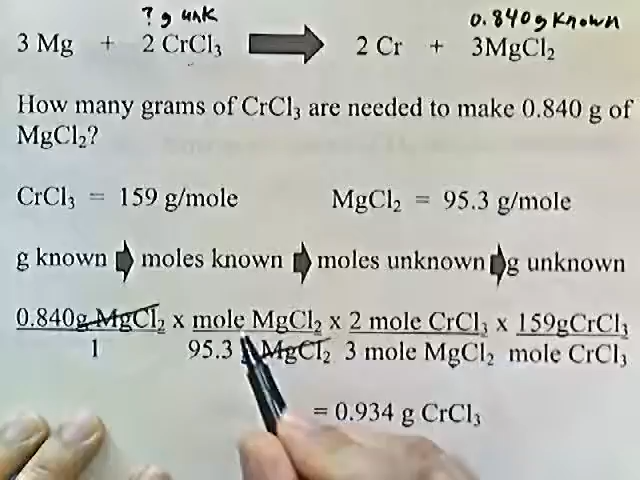 ? g unk 0.840g Known
3 Mg + 2 CrCl₃ 2 Cr + 3MgCl₂
How many grams of CrCl₃ are needed to make 0.840 g of
MgCl₂?
CrCl₃ = 159 g/mole MgCl₂ = 95.3 g/mole
g known moles known moles unknown g unknown
0.840g MgCl₂ x mole MgCl₂ x 2 mole CrCl₃ x 159gCrCl₃
1 95.3 MgCl₂ 3 mole MgCl₂ mole CrCl₃
= 0.934 g CrCl₃